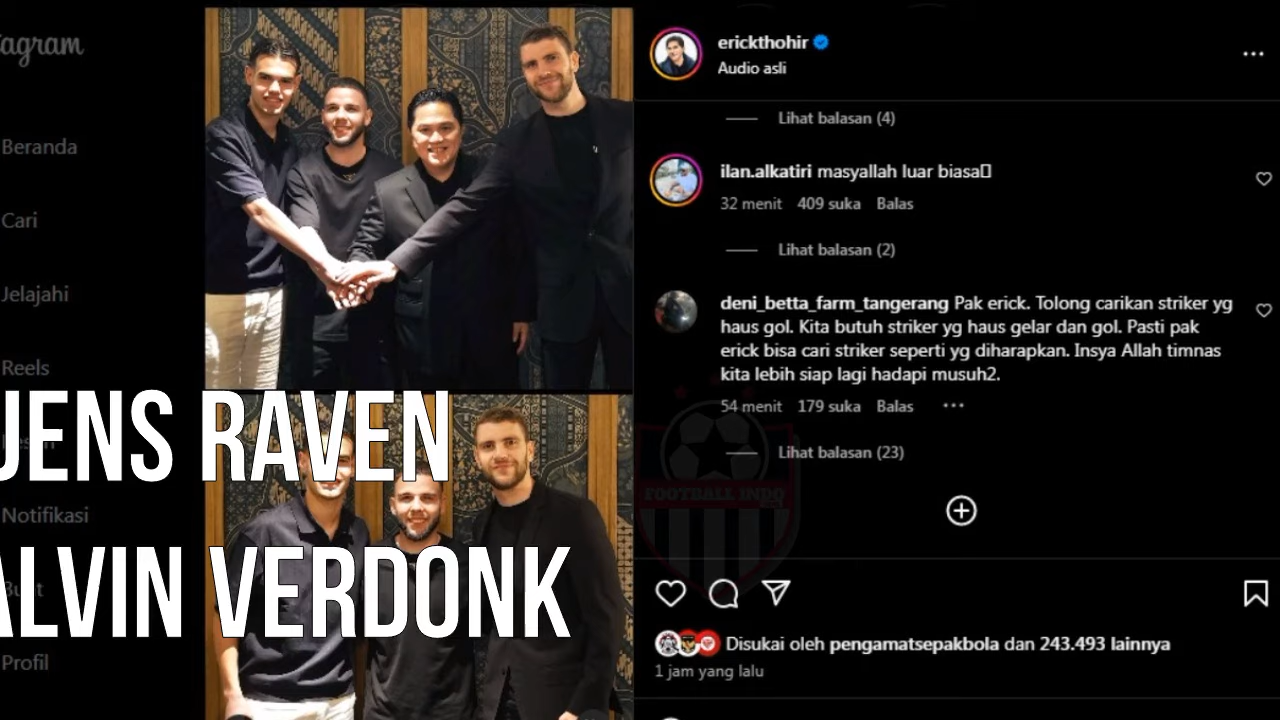 agram
Beranda
Cari
Jelajahi
Reels
Notifikasi
Profil
JENS RAVEN
ALVIN VERDONK
erickthohir
Audio asli
Lihat balasan (4)
ilan.alkatiri masyallah luar biasa
32 menit 409 suka Balas
Lihat balasan (2)
deni_betta_farm_tangerang Pak erick. Tolong carikan striker yg
haus gol. Kita butuh striker yg haus gelar dan gol. Pasti pak
erick bisa cari striker seperti yg diharapkan. Insya Allah timnas
kita lebih siap lagi hadapi musuh2.
54 menit 179 suka Balas
Lihat balasan (23)
FOOTBALL INDO
Disukai oleh pengamatsepakbola dan 243.493 lainnya
1 jam yang lalu